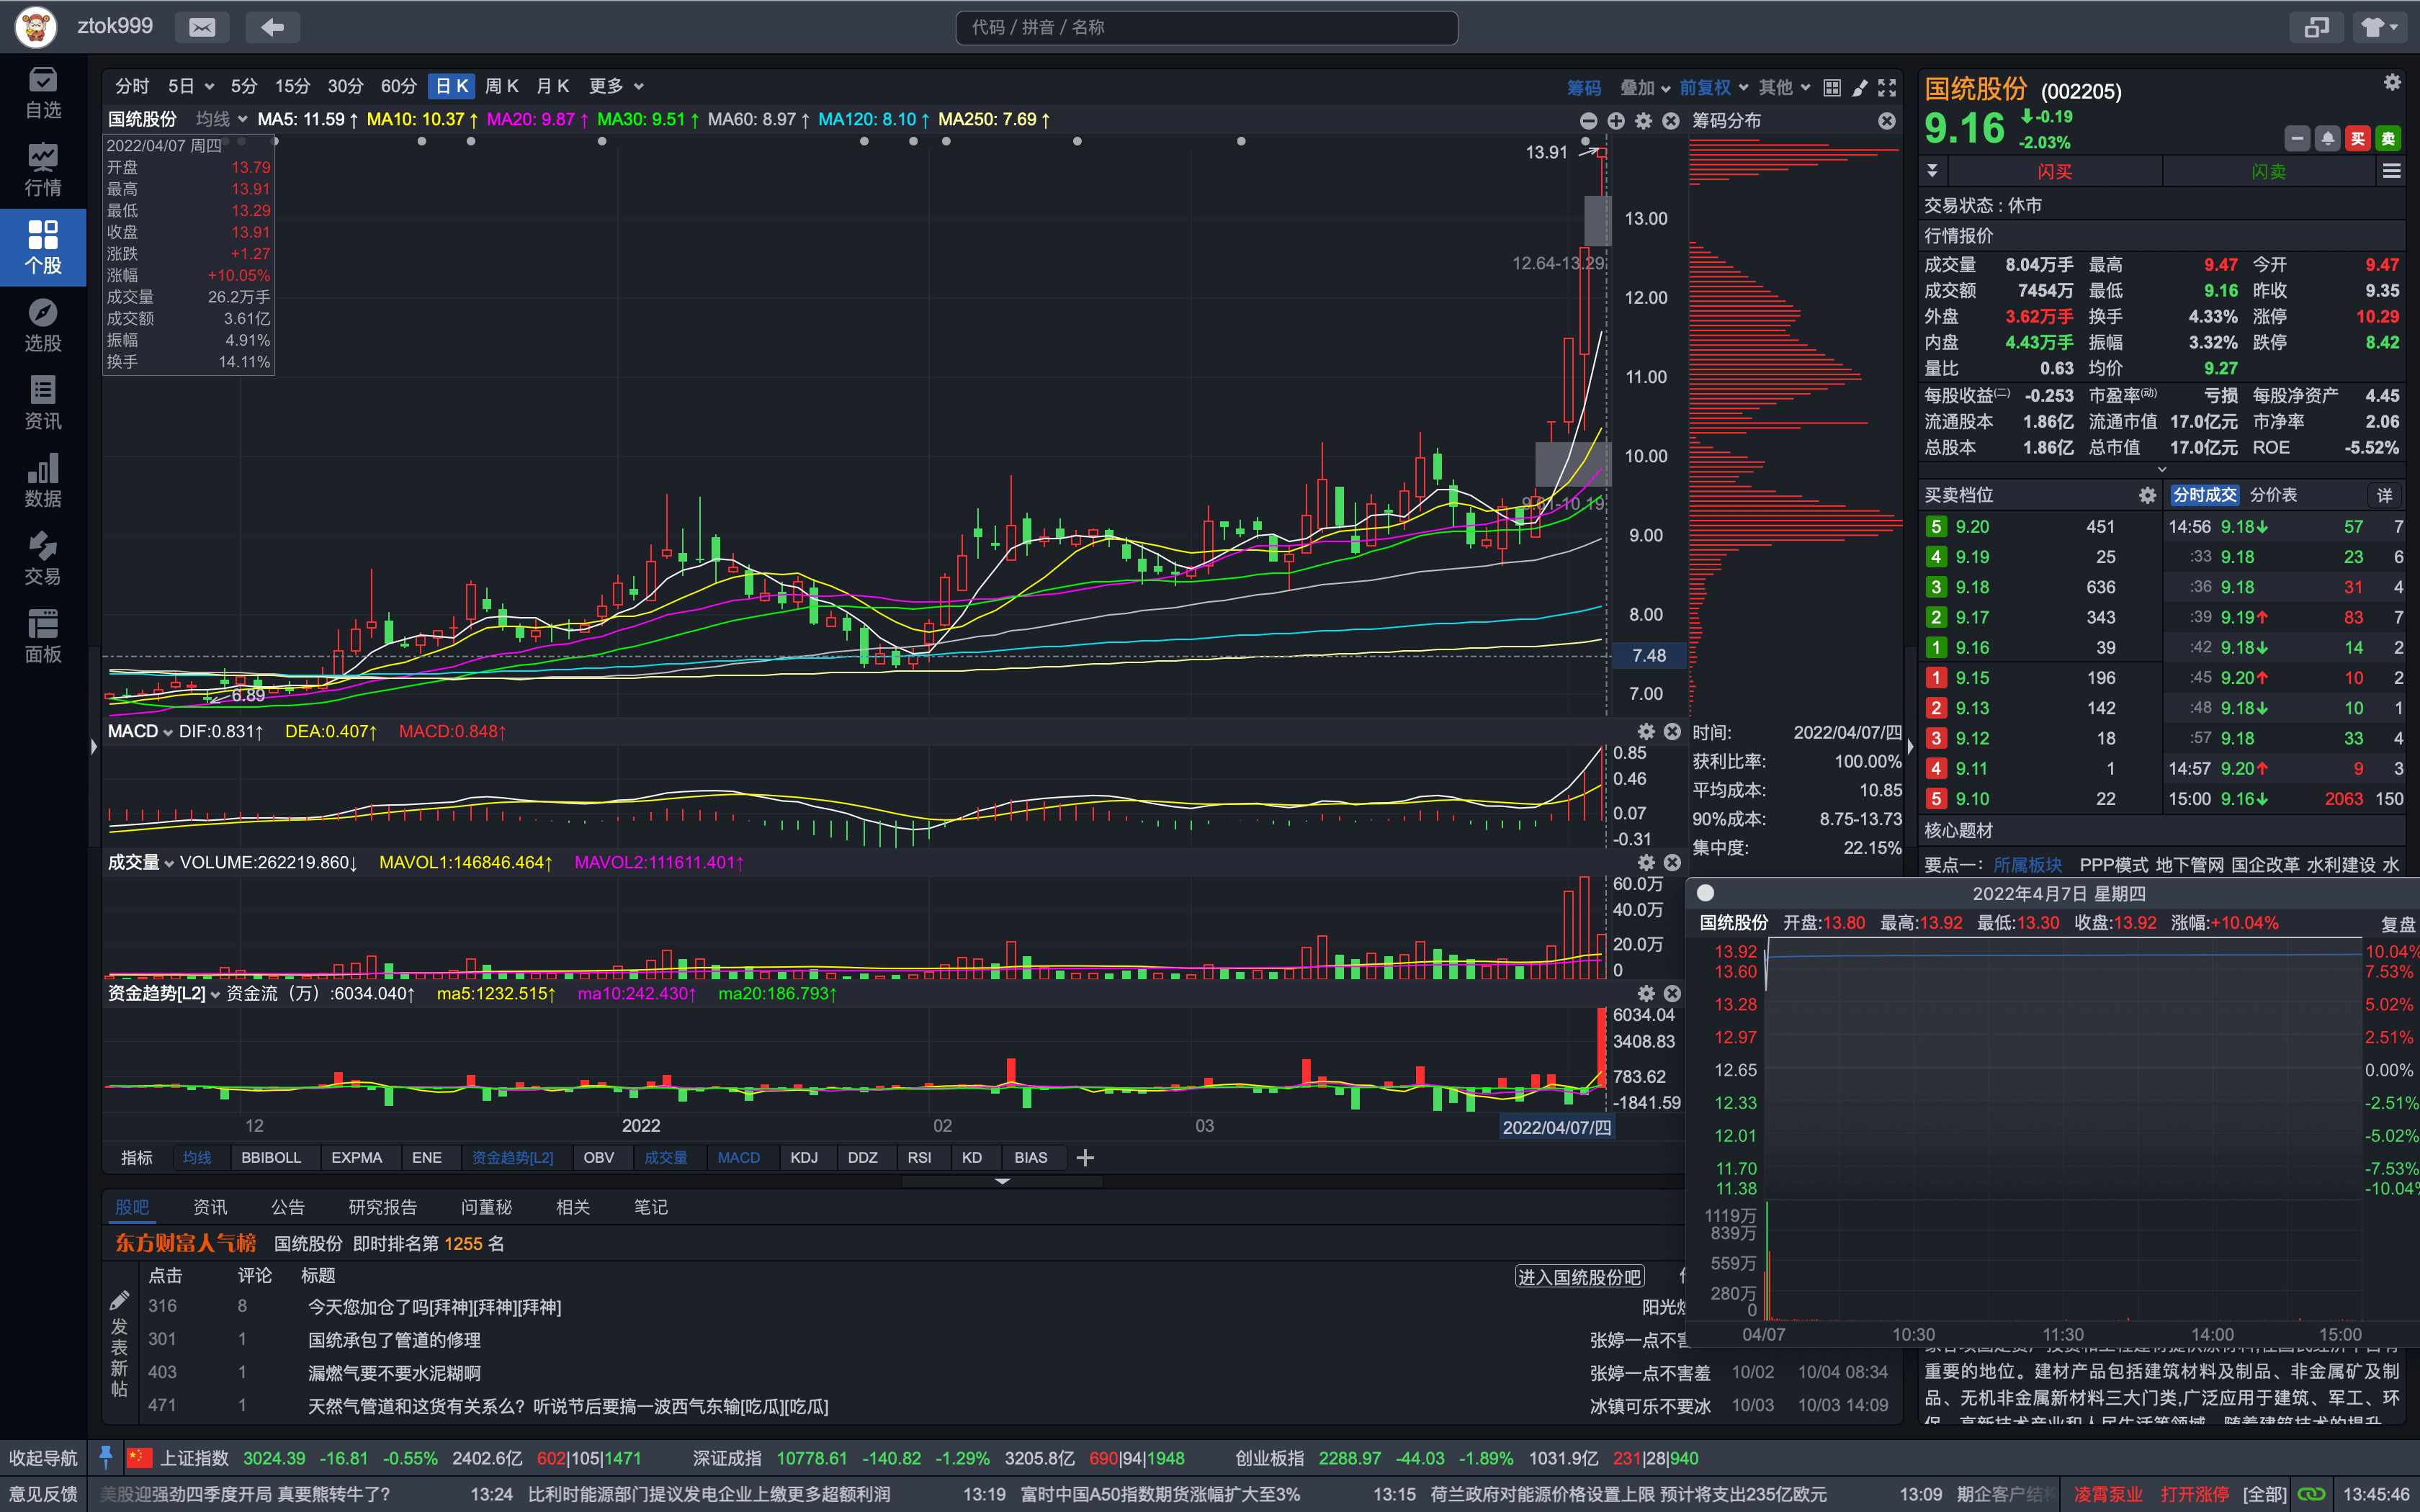 ztok999
代码 / 拼音 / 名称
自选
行情
个股
选股
资讯
数据
交易
面板
分时 5日 5分 15分 30分 60分 日K 周K 月K 更多
筹码 叠加 前复权 其他
国统股份 均线 MA5: 11.59↑ MA10: 10.37↑ MA20: 9.87↑ MA30: 9.51↑ MA60: 8.97↑ MA120: 8.10↑ MA250: 7.69↑
筹码分布
2022/04/07 周四
开盘 13.79
最高 13.91
最低 13.29
收盘 13.91
涨跌 +1.27
涨幅 +10.05%
成交量 26.2万手
成交额 3.61亿
振幅 4.91%
换手 14.11%
13.91
12.64-13.29
6.89
13.00
12.00
11.00
10.00
9.00
8.00
7.48
7.00
MACD DIF:0.831↑ DEA:0.407↑ MACD:0.848↑
0.85
0.46
0.07
-0.31
成交量 VOLUME:262219.860↓ MAVOL1:146846.464↑ MAVOL2:111611.401↑
60.0万
40.0万
20.0万
0
资金趋势[L2] 资金流（万）:6034.040↑ ma5:1232.515↑ ma10:242.430↑ ma20:186.793↑
6034.04
3408.83
783.62
-1841.59
12 2022 02 03 2022/04/07/四
指标 均线 BBIBOLL EXPMA ENE 资金趋势[L2] OBV 成交量 MACD KDJ DDZ RSI KD BIAS
时间: 2022/04/07/四
获利比率: 100.00%
平均成本: 10.85
90%成本: 8.75-13.73
集中度: 22.15%
股吧 资讯 公告 研究报告 问董秘 相关 笔记
东方财富人气榜 国统股份 即时排名第 1255 名
点击 评论 标题
进入国统股份吧
发表新帖
316 8 今天您加仓了吗[拜神][拜神][拜神]
301 1 国统承包了管道的修理 张婷一点不害
403 1 漏燃气要不要水泥糊啊 张婷一点不害羞 10/02 10/04 08:34
471 1 天然气管道和这货有关系么？听说节后要搞一波西气东输[吃瓜][吃瓜] 冰镇可乐不要冰 10/03 10/03 14:09
国统股份 (002205)
9.16 -0.19
-2.03%
买 卖
闪买 闪卖
交易状态 : 休市
行情报价
成交量 8.04万手 最高 9.47 今开 9.47
成交额 7454万 最低 9.16 昨收 9.35
外盘 3.62万手 换手 4.33% 涨停 10.29
内盘 4.43万手 振幅 3.32% 跌停 8.42
量比 0.63 均价 9.27
每股收益(二) -0.253 市盈率(动) 亏损 每股净资产 4.45
流通股本 1.86亿 流通市值 17.0亿元 市净率 2.06
总股本 1.86亿 总市值 17.0亿元 ROE -5.52%
买卖档位
分时成交 分价表 详
5 9.20 451
4 9.19 25
3 9.18 636
2 9.17 343
1 9.16 39
1 9.15 196
2 9.13 142
3 9.12 18
4 9.11 1
5 9.10 22
14:56 9.18↓ 57 7
:33 9.18 23 6
:36 9.18 31 4
:39 9.19↑ 83 7
:42 9.18↓ 14 2
:45 9.20↑ 10 2
:48 9.18↓ 10 1
:57 9.18 33 4
14:57 9.20↑ 9 3
15:00 9.16↓ 2063 150
核心题材
要点一： 所属板块 PPP模式 地下管网 国企改革 水利建设 水
2022年4月7日 星期四
国统股份 开盘:13.80 最高:13.92 最低:13.30 收盘:13.92 涨幅:+10.04% 复盘
13.92 10.04%
13.60 7.53%
13.28 5.02%
12.97 2.51%
12.65 0.00%
12.33 -2.51%
12.01 -5.02%
11.70 -7.53%
11.38 -10.04%
1119万
839万
559万
280万
0
04/07 10:30 11:30 14:00 15:00
重要的地位。建材产品包括建筑材料及制品、非金属矿及制
品、无机非金属新材料三大门类,广泛应用于建筑、军工、环
收起导航 上证指数 3024.39 -16.81 -0.55% 2402.6亿 602|105|1471 深证成指 10778.61 -140.82 -1.29% 3205.8亿 690|94|1948 创业板指 2288.97 -44.03 -1.89% 1031.9亿 231|28|940
意见反馈 美股迎强劲四季度开局 真要熊转牛了? 13:24 比利时能源部门提议发电企业上缴更多超额利润 13:19 富时中国A50指数期货涨幅扩大至3% 13:15 荷兰政府对能源价格设置上限 预计将支出235亿欧元 13:09 期企客户结 凌霄泵业 打开涨停 [全部] 13:45:46